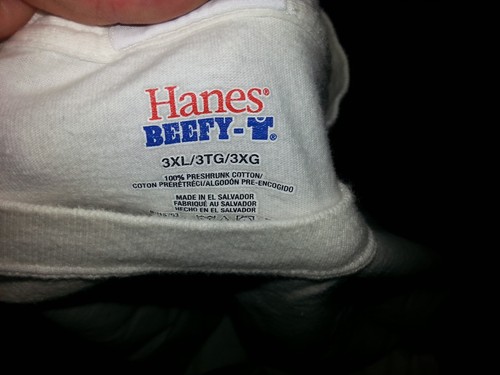 Hanes®
BEEFY-T®
3XL/3TG/3XG
100% PRESHRUNK COTTON/
COTON PRÉRÉTRÉCI/ALGODÓN PRE-ENCOGIDO
MADE IN EL SALVADOR
FABRIQUÉ AU SALVADOR
HECHO EN EL SALVADOR